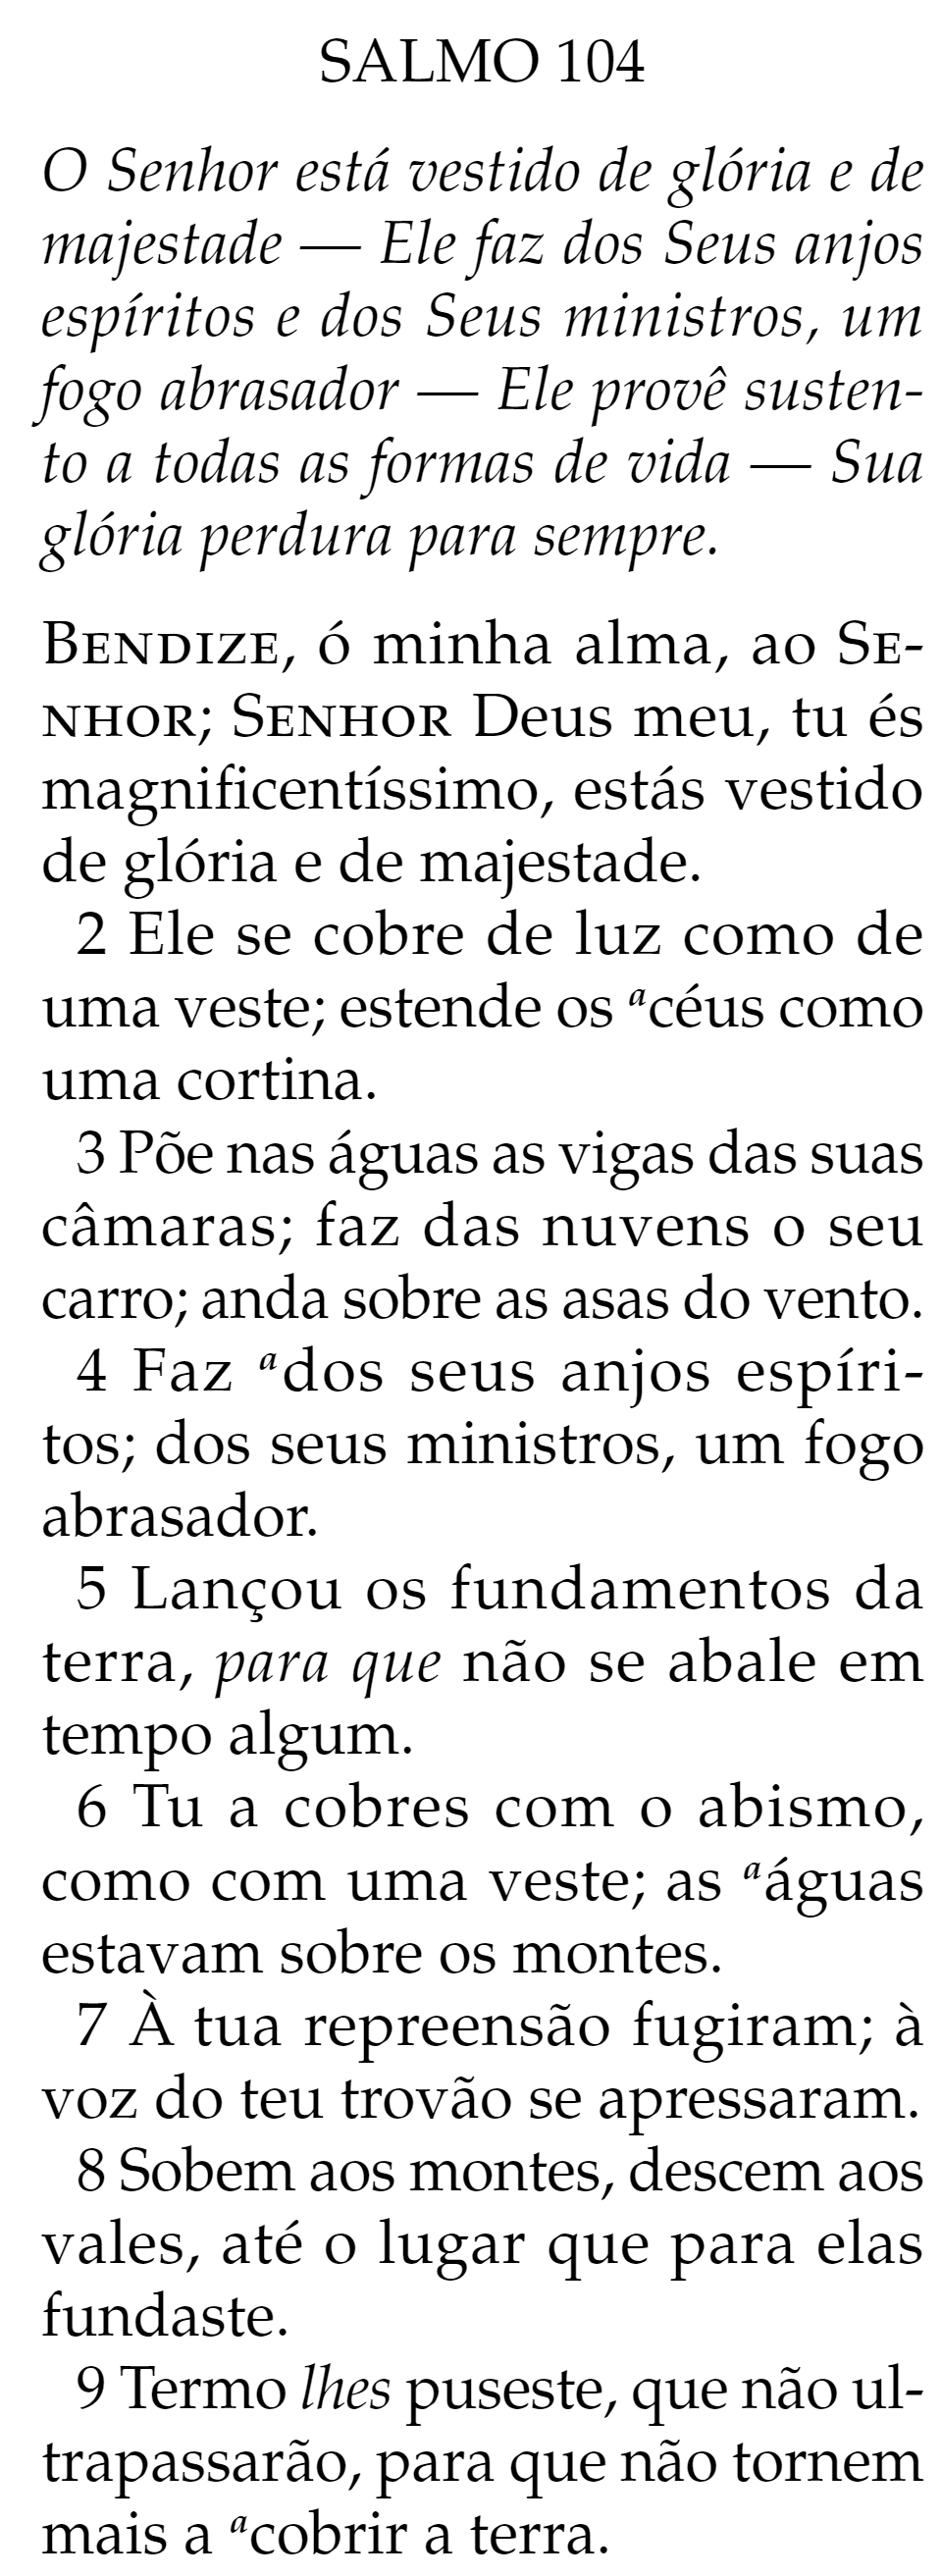 SALMO 104
O Senhor está vestido de glória e de
majestade — Ele faz dos Seus anjos
espíritos e dos Seus ministros, um
fogo abrasador — Ele provê susten-
to a todas as formas de vida — Sua
glória perdura para sempre.
BENDIZE, ó minha alma, ao SE-
NHOR; SENHOR Deus meu, tu és
magnificentíssimo, estás vestido
de glória e de majestade.
2 Ele se cobre de luz como de
uma veste; estende os ᵃcéus como
uma cortina.
3 Põe nas águas as vigas das suas
câmaras; faz das nuvens o seu
carro; anda sobre as asas do vento.
4 Faz ᵃdos seus anjos espíri-
tos; dos seus ministros, um fogo
abrasador.
5 Lançou os fundamentos da
terra, para que não se abale em
tempo algum.
6 Tu a cobres com o abismo,
como com uma veste; as ᵃáguas
estavam sobre os montes.
7 À tua repreensão fugiram; à
voz do teu trovão se apressaram.
8 Sobem aos montes, descem aos
vales, até o lugar que para elas
fundaste.
9 Termo lhes puseste, que não ul-
trapassarão, para que não tornem
mais a ᵃcobrir a terra.